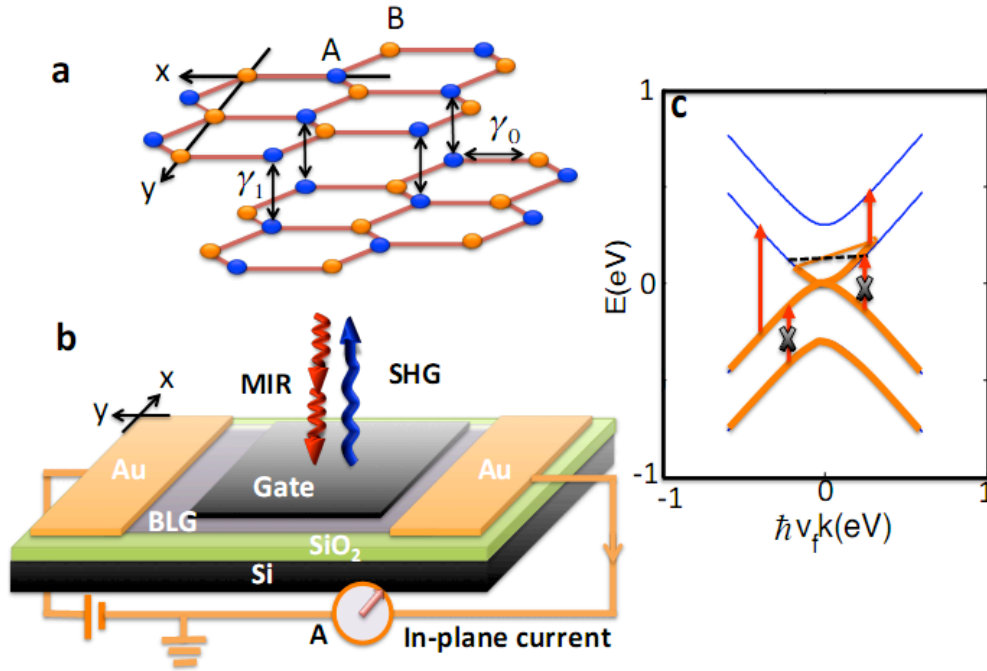 a
B
A
x
y
γ₀
γ₁
b
MIR
SHG
x
y
Au
Au
Gate
BLG
SiO₂
Si
A
In-plane current
c
1
E(eV)
0
-1
-1
0
1
ħ v_f k(eV)
X
X